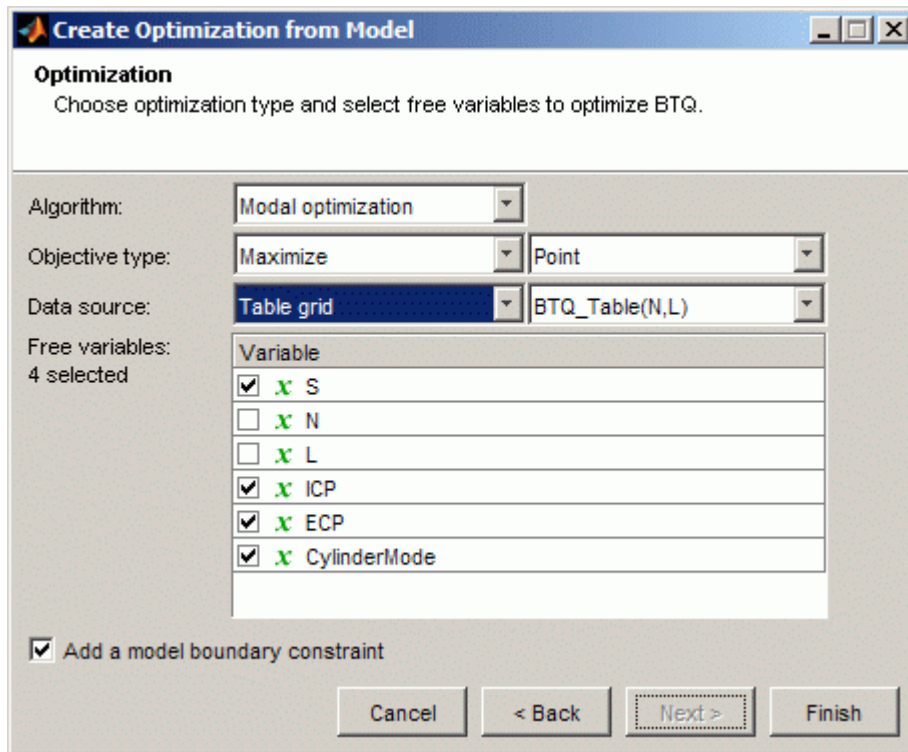 Create Optimization from Model
Optimization
Choose optimization type and select free variables to optimize BTQ.
Algorithm: Modal optimization
Objective type: Maximize Point
Data source: Table grid BTQ_Table(N,L)
Free variables:
4 selected
Variable
x S
x N
x L
x ICP
x ECP
x CylinderMode
Add a model boundary constraint
Cancel < Back Next > Finish